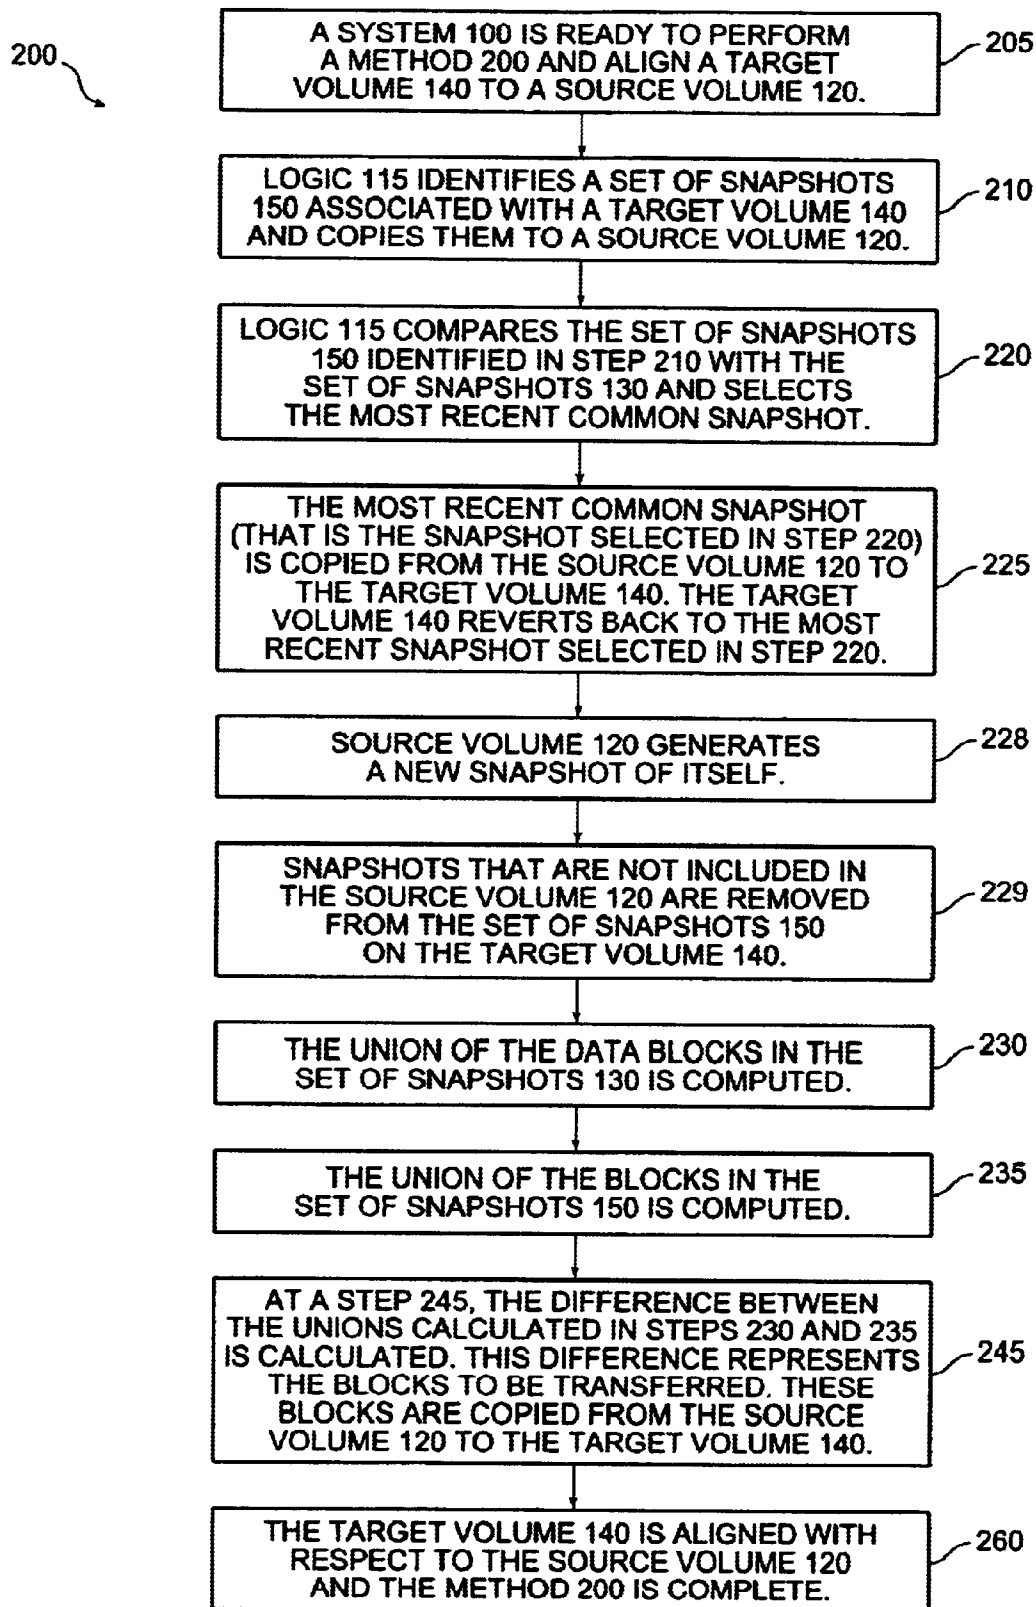 200
A SYSTEM 100 IS READY TO PERFORM
A METHOD 200 AND ALIGN A TARGET
VOLUME 140 TO A SOURCE VOLUME 120.
205
LOGIC 115 IDENTIFIES A SET OF SNAPSHOTS
150 ASSOCIATED WITH A TARGET VOLUME 140
AND COPIES THEM TO A SOURCE VOLUME 120.
210
LOGIC 115 COMPARES THE SET OF SNAPSHOTS
150 IDENTIFIED IN STEP 210 WITH THE
SET OF SNAPSHOTS 130 AND SELECTS
THE MOST RECENT COMMON SNAPSHOT.
220
THE MOST RECENT COMMON SNAPSHOT
(THAT IS THE SNAPSHOT SELECTED IN STEP 220)
IS COPIED FROM THE SOURCE VOLUME 120 TO
THE TARGET VOLUME 140. THE TARGET
VOLUME 140 REVERTS BACK TO THE MOST
RECENT SNAPSHOT SELECTED IN STEP 220.
225
SOURCE VOLUME 120 GENERATES
A NEW SNAPSHOT OF ITSELF.
228
SNAPSHOTS THAT ARE NOT INCLUDED IN
THE SOURCE VOLUME 120 ARE REMOVED
FROM THE SET OF SNAPSHOTS 150
ON THE TARGET VOLUME 140.
229
THE UNION OF THE DATA BLOCKS IN THE
SET OF SNAPSHOTS 130 IS COMPUTED.
230
THE UNION OF THE BLOCKS IN THE
SET OF SNAPSHOTS 150 IS COMPUTED.
235
AT A STEP 245, THE DIFFERENCE BETWEEN
THE UNIONS CALCULATED IN STEPS 230 AND 235
IS CALCULATED. THIS DIFFERENCE REPRESENTS
THE BLOCKS TO BE TRANSFERRED. THESE
BLOCKS ARE COPIED FROM THE SOURCE
VOLUME 120 TO THE TARGET VOLUME 140.
245
THE TARGET VOLUME 140 IS ALIGNED WITH
RESPECT TO THE SOURCE VOLUME 120
AND THE METHOD 200 IS COMPLETE.
260